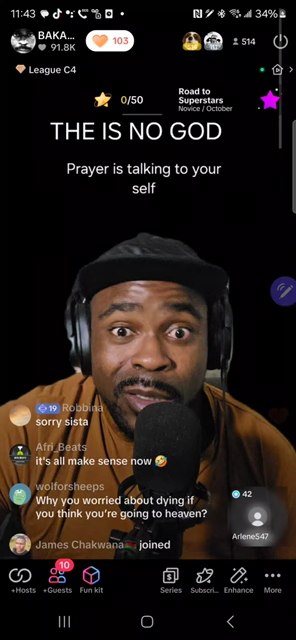 11:43
34%
BAKA...
91.8K
103
514
League C4
0/50
Road to
Superstars
Novice / October
THE IS NO GOD
Prayer is talking to your
self
19 Robbina
sorry sista
Afri_Beats
it's all make sense now 🤣
wolforsheeps
Why you worried about dying if
you think you're going to heaven?
James Chakwana joined
42
Arlene547
10
+Hosts
+Guests
Fun kit
Series
Subscri...
Enhance
More